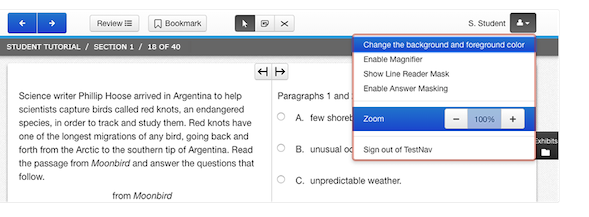 Review
Bookmark
S. Student
STUDENT TUTORIAL / SECTION 1 / 18 OF 40
Change the background and foreground color
Enable Magnifier
Show Line Reader Mask
Enable Answer Masking
Zoom - 100% +
Sign out of TestNav
Exhibits
Science writer Phillip Hoose arrived in Argentina to help
scientists capture birds called red knots, an endangered
species, in order to track and study them. Red knots have
one of the longest migrations of any bird, going back and
forth from the Arctic to the southern tip of Argentina. Read
the passage from Moonbird and answer the questions that
follow.
from Moonbird
Paragraphs 1 and
A. few
B. unusual
C. unpredictable weather.